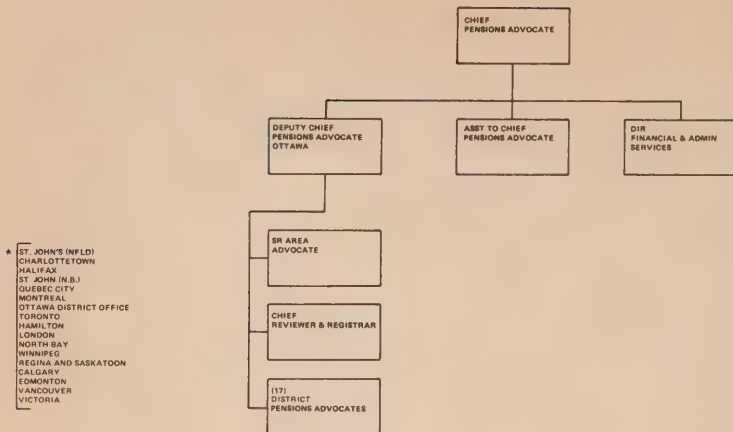 CHIEF
PENSIONS ADVOCATE
DEPUTY CHIEF
PENSIONS ADVOCATE
OTTAWA
ASST TO CHIEF
PENSIONS ADVOCATE
DIR
FINANCIAL & ADMIN
SERVICES
SR AREA
ADVOCATE
CHIEF
REVIEWER & REGISTRAR
(17)
DISTRICT
PENSIONS ADVOCATES
* ST. JOHN'S (NFLD)
CHARLOTTETOWN
HALIFAX
ST JOHN (N.B.)
QUEBEC CITY
MONTREAL
OTTAWA DISTRICT OFFICE
TORONTO
HAMILTON
LONDON
NORTH BAY
WINNIPEG
REGINA AND SASKATOON
CALGARY
EDMONTON
VANCOUVER
VICTORIA